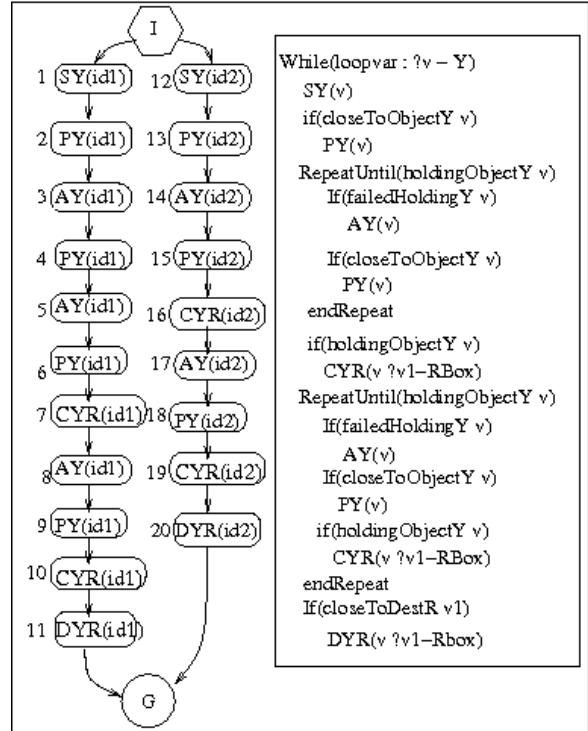 I
1 SY(id1)
12 SY(id2)
2 PY(id1)
13 PY(id2)
3 AY(id1)
14 AY(id2)
4 PY(id1)
15 PY(id2)
5 AY(id1)
16 CYR(id2)
6 PY(id1)
17 AY(id2)
7 CYR(id1)
18 PY(id2)
8 AY(id1)
19 CYR(id2)
9 PY(id1)
20 DYR(id2)
10 CYR(id1)
11 DYR(id1)
G
While(loopvar : ?v – Y)
SY(v)
if(closeToObjectY v)
PY(v)
RepeatUntil(holdingObjectY v)
If(failedHoldingY v)
AY(v)
If(closeToObjectY v)
PY(v)
endRepeat
if(holdingObjectY v)
CYR(v ?v1–RBox)
RepeatUntil(holdingObjectY v)
If(failedHoldingY v)
AY(v)
If(closeToObjectY v)
PY(v)
if(holdingObjectY v)
CYR(v ?v1–RBox)
endRepeat
If(closeToDestR v1)
DYR(v ?v1–Rbox)